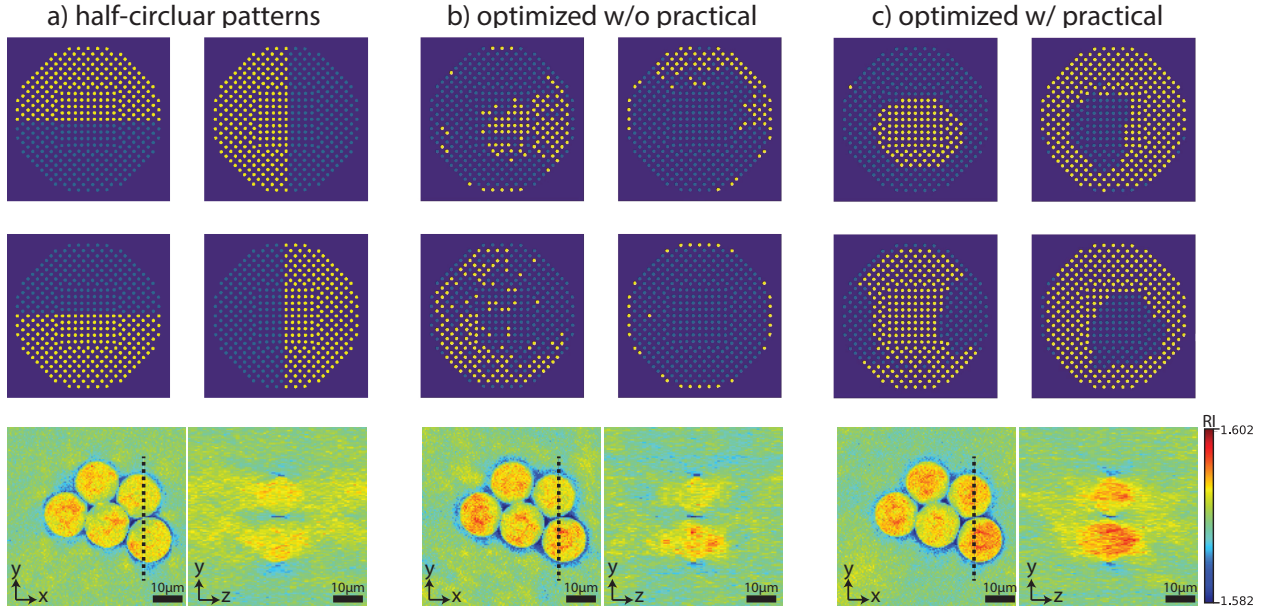 a) half-circluar patterns
b) optimized w/o practical
c) optimized w/ practical
RI
1.602
1.582
y
x
10μm
y
z
10μm
y
x
10μm
y
z
10μm
y
x
10μm
y
z
10μm